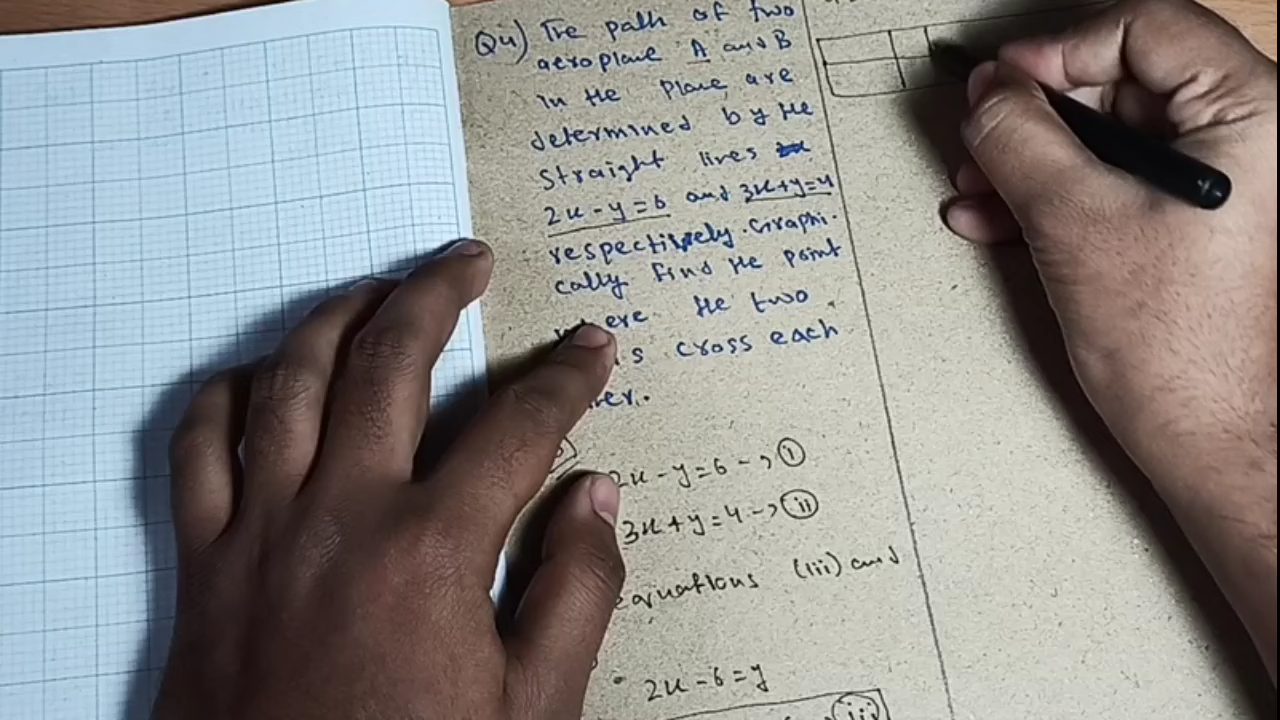 Q4) The path of two
aeroplane A and B
in the plane, are
determined by the
straight lines
2x - y = 6 and 3x+y=4
respectively. Graphi-
cally find the point
the two
cross each
2x - y = 6 -> (i)
3x + y = 4 -> (ii)
equations (iii) and
2x - 6 = y
(iii)